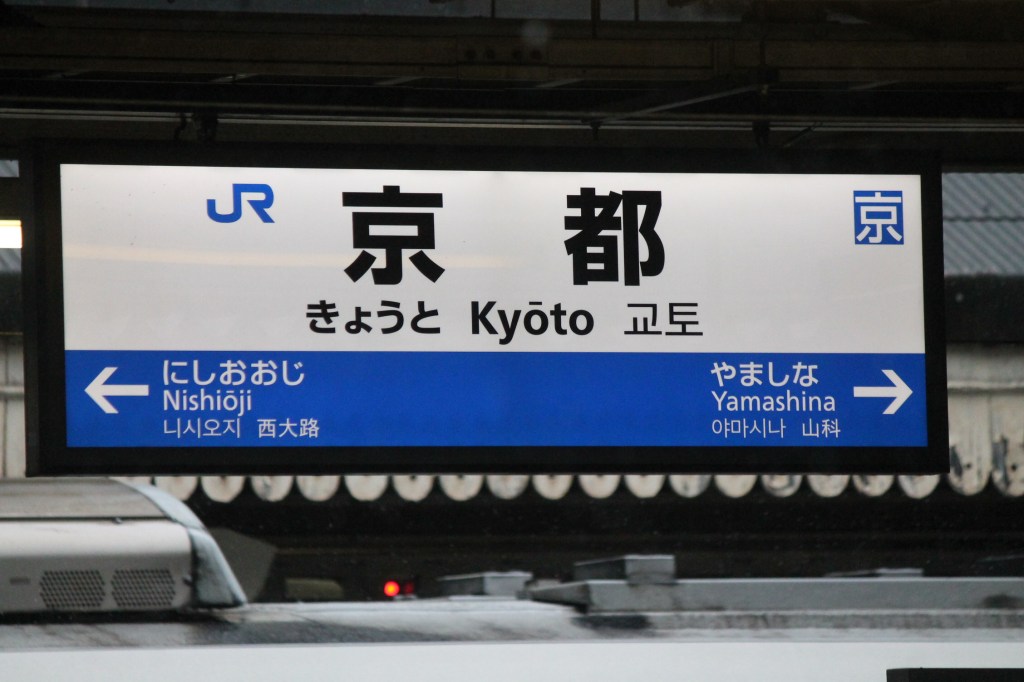 JR 京都 京
きょうと Kyōto 교토
← にしおおじ やましな →
Nishiōji Yamashina
니시오지 西大路 야마시나 山科